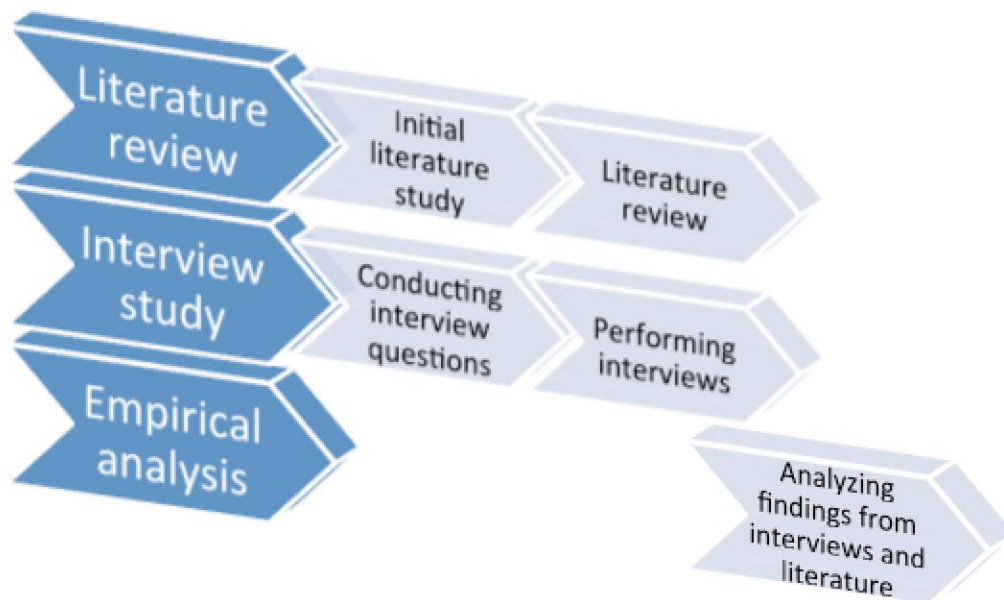 Literature
review
Initial
literature
study
Literature
review
Interview
study
Conducting
interview
questions
Performing
interviews
Empirical
analysis
Analyzing
findings from
interviews and
literature